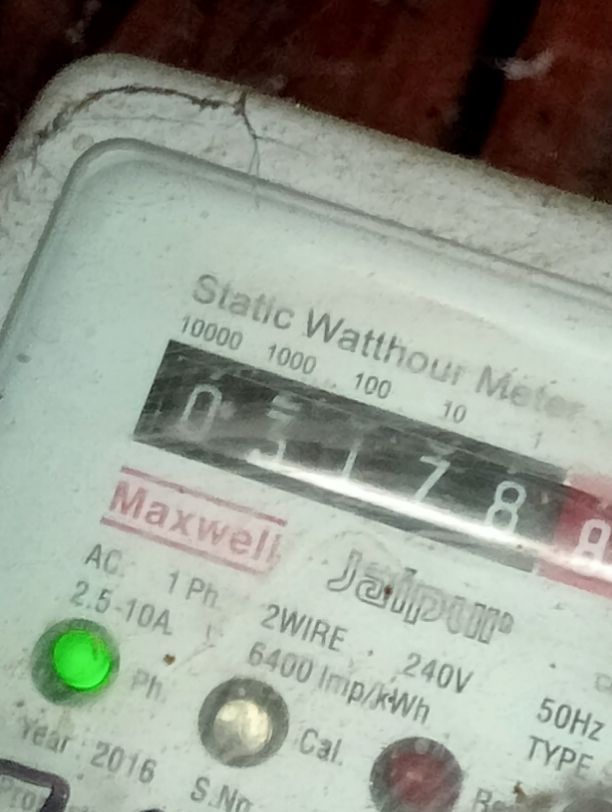 Static Watthour Meter
10000 1000 100 10 1
0 3 1 7 8 8
Maxwell
Jaipur
AC. 1 Ph. 2WIRE 240V 50Hz
2.5-10A 6400 Imp/kWh TYPE
Ph. Cal.
Year : 2016 S.No